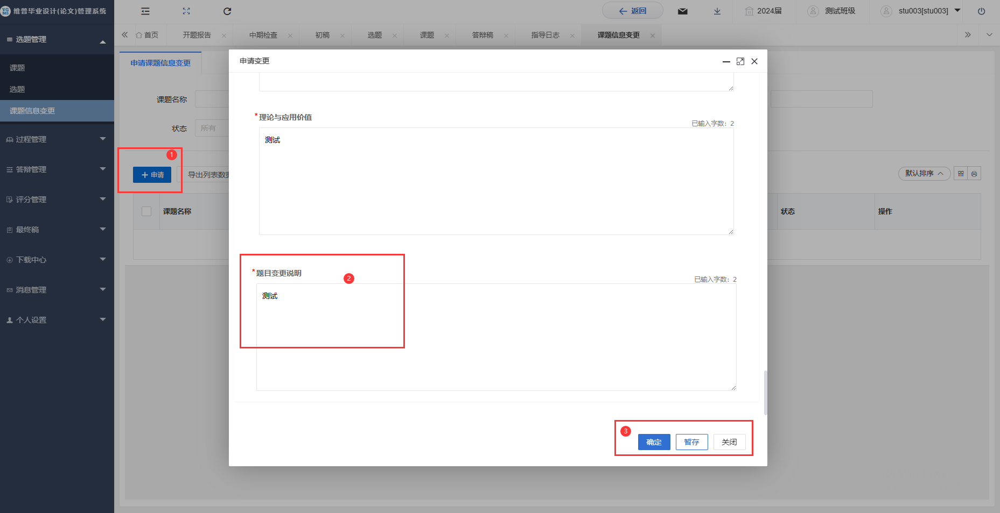 维普毕业设计(论文)管理系统
返回
2024届
测试班级
stu003[stu003]
选题管理
首页
开题报告
中期检查
初稿
选题
课题
答辩稿
指导日志
课题信息变更
申请课题信息变更
申请变更
课题
选题
课题信息变更
过程管理
答辩管理
评分管理
最终稿
下载中心
消息管理
个人设置
课题名称
状态
所有
1
申请
导出列表数据
默认排序
课题名称
状态
操作
*理论与应用价值
已输入字数：2
测试
*题目变更说明
2
已输入字数：2
测试
3
确定
暂存
关闭